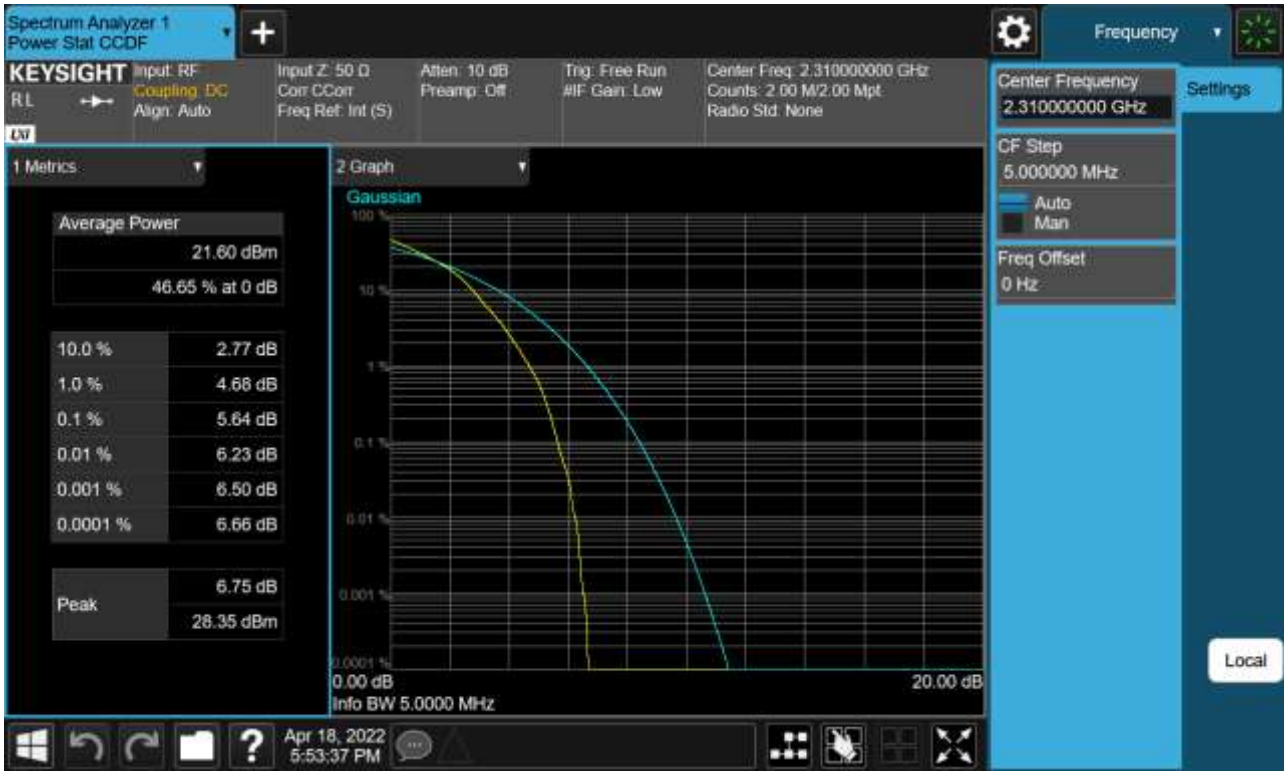 Spectrum Analyzer 1
Power Stat CCDF
+
Frequency
KEYSIGHT
RL
LXI
Input: RF
Coupling: DC
Align: Auto
Input Z: 50 Ω
Corr CCorr
Freq Ref: Int (S)
Atten: 10 dB
Preamp: Off
Trig: Free Run
#IF Gain: Low
Center Freq: 2.310000000 GHz
Counts: 2.00 M/2.00 Mpt
Radio Std: None
Center Frequency
2.310000000 GHz
Settings
CF Step
5.000000 MHz
Auto
Man
Freq Offset
0 Hz
1 Metrics
Average Power
21.60 dBm
46.65 % at 0 dB
10.0 % 2.77 dB
1.0 % 4.68 dB
0.1 % 5.64 dB
0.01 % 6.23 dB
0.001 % 6.50 dB
0.0001 % 6.66 dB
Peak
6.75 dB
28.35 dBm
2 Graph
Gaussian
100 %
10 %
1 %
0.1 %
0.01 %
0.001 %
0.0001 %
0.00 dB 20.00 dB
Info BW 5.0000 MHz
Local
?
Apr 18, 2022
5:53:37 PM